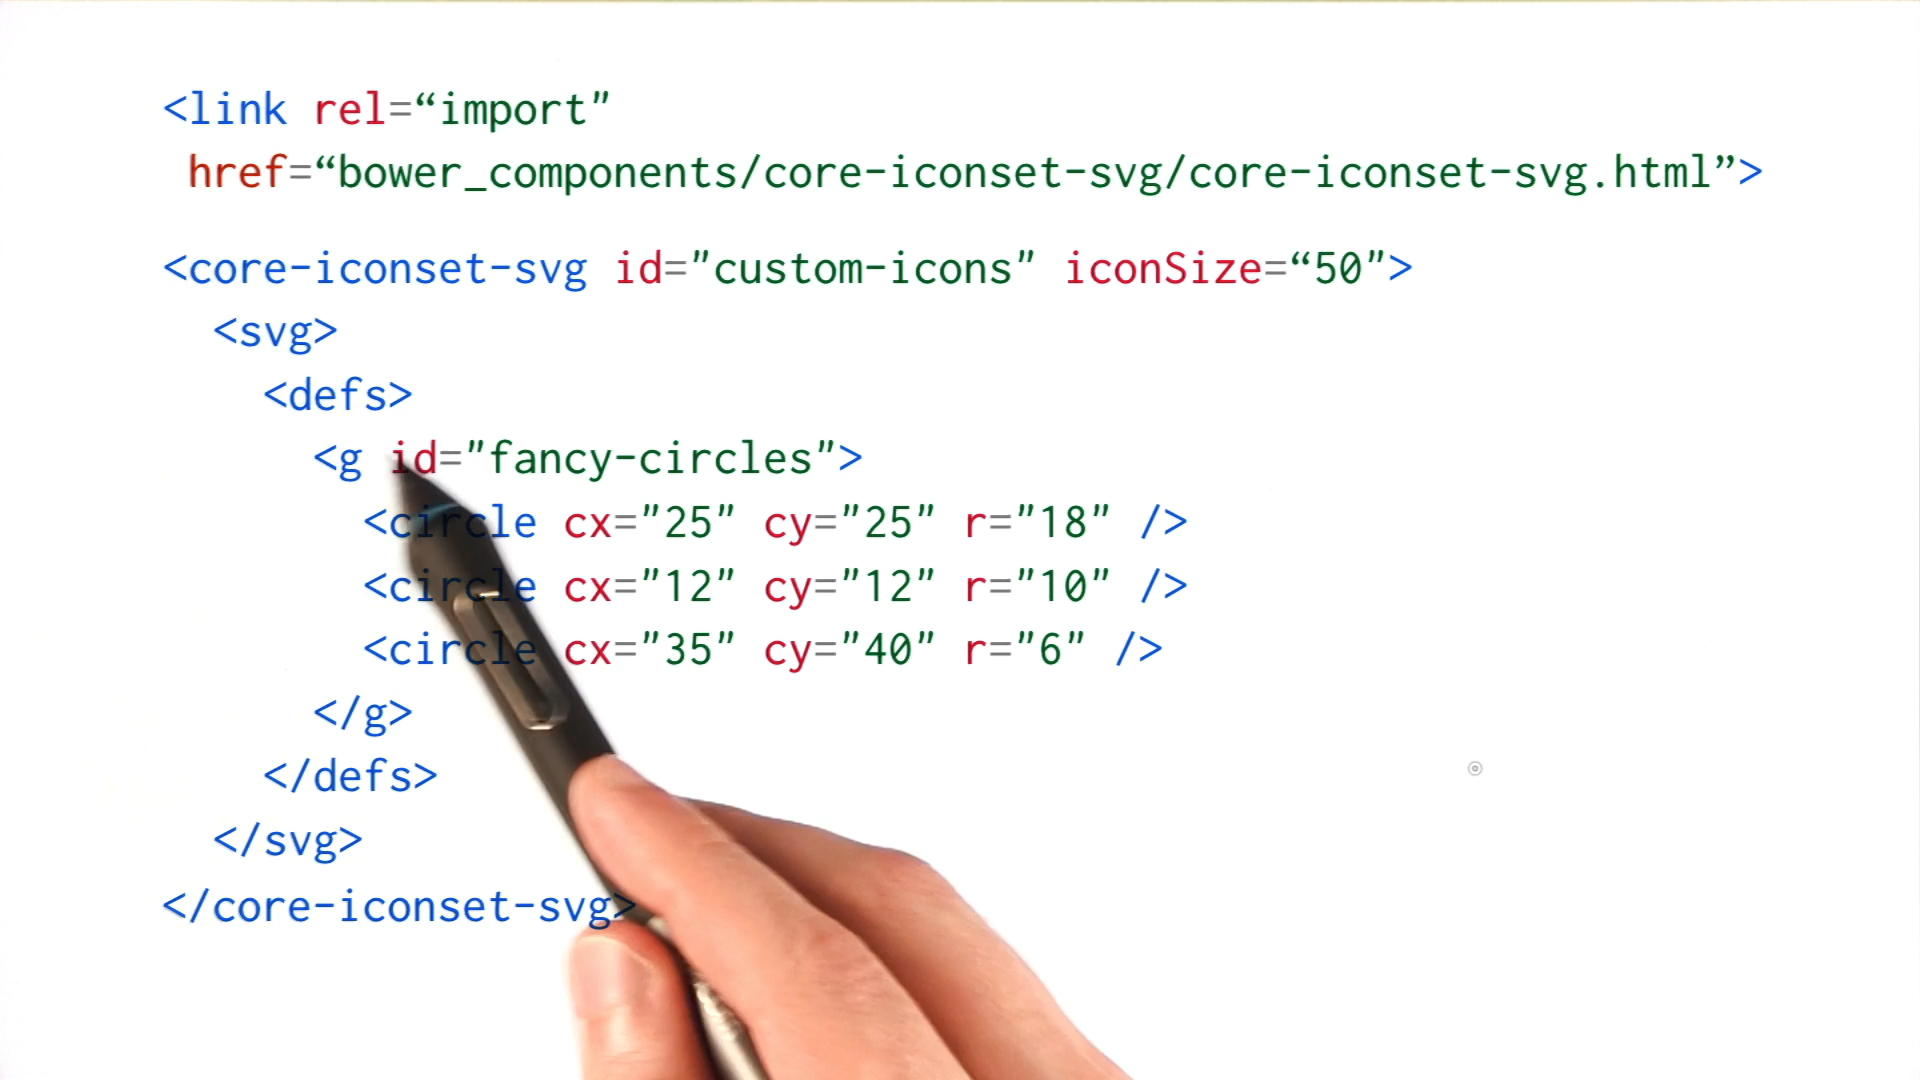 <link rel=“import"
href=“bower_components/core-iconset-svg/core-iconset-svg.html”>
<core-iconset-svg id="custom-icons" iconSize=“50">
<svg>
<defs>
<g id="fancy-circles">
<circle cx="25" cy="25" r="18" />
<circle cx="12" cy="12" r="10" />
<circle cx="35" cy="40" r="6" />
</g>
</defs>
</svg>
</core-iconset-svg>